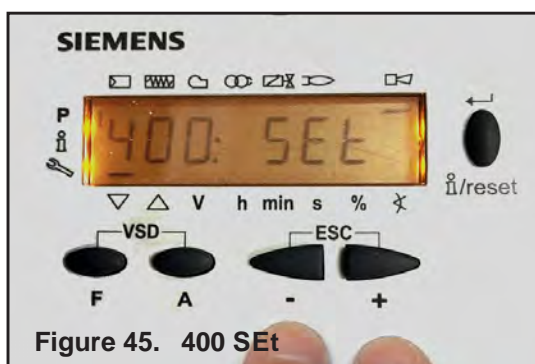 SIEMENS
P
400: SEt
i/reset
V h min s %
VSD ESC
F A - +
Figure 45. 400 SEt